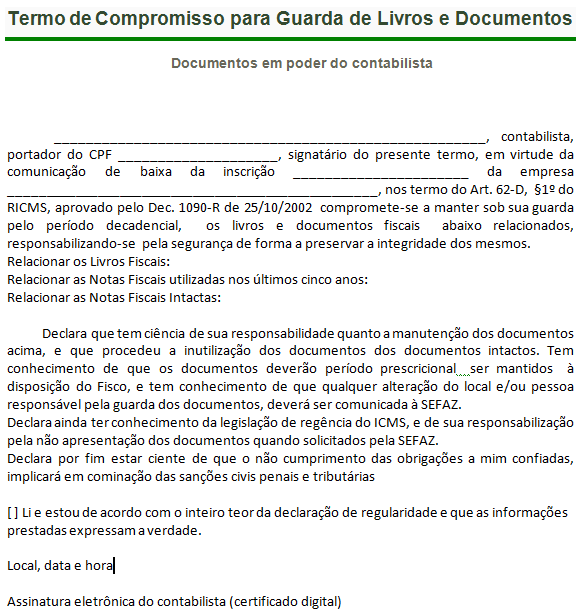 Termo de Compromisso para Guarda de Livros e Documentos
Documentos em poder do contabilista
______________________________________________________, contabilista,
portador do CPF ____________________, signatário do presente termo, em virtude da
comunicação de baixa da inscrição ______________________ da empresa
_______________________________________________, nos termo do Art. 62-D, §1º do
RICMS, aprovado pelo Dec. 1090-R de 25/10/2002 compromete-se a manter sob sua guarda
pelo período decadencial, os livros e documentos fiscais abaixo relacionados,
responsabilizando-se pela segurança de forma a preservar a integridade dos mesmos.
Relacionar os Livros Fiscais:
Relacionar as Notas Fiscais utilizadas nos últimos cinco anos:
Relacionar as Notas Fiscais Intactas:
Declara que tem ciência de sua responsabilidade quanto a manutenção dos documentos
acima, e que procedeu a inutilização dos documentos dos documentos intactos. Tem
conhecimento de que os documentos deverão período prescricional ser mantidos à
disposição do Fisco, e tem conhecimento de que qualquer alteração do local e/ou pessoa
responsável pela guarda dos documentos, deverá ser comunicada à SEFAZ.
Declara ainda ter conhecimento da legislação de regência do ICMS, e de sua responsabilização
pela não apresentação dos documentos quando solicitados pela SEFAZ.
Declara por fim estar ciente de que o não cumprimento das obrigações a mim confiadas,
implicará em cominação das sanções civis penais e tributárias
[ ] Li e estou de acordo com o inteiro teor da declaração de regularidade e que as informações
prestadas expressam a verdade.
Local, data e hora
Assinatura eletrônica do contabilista (certificado digital)